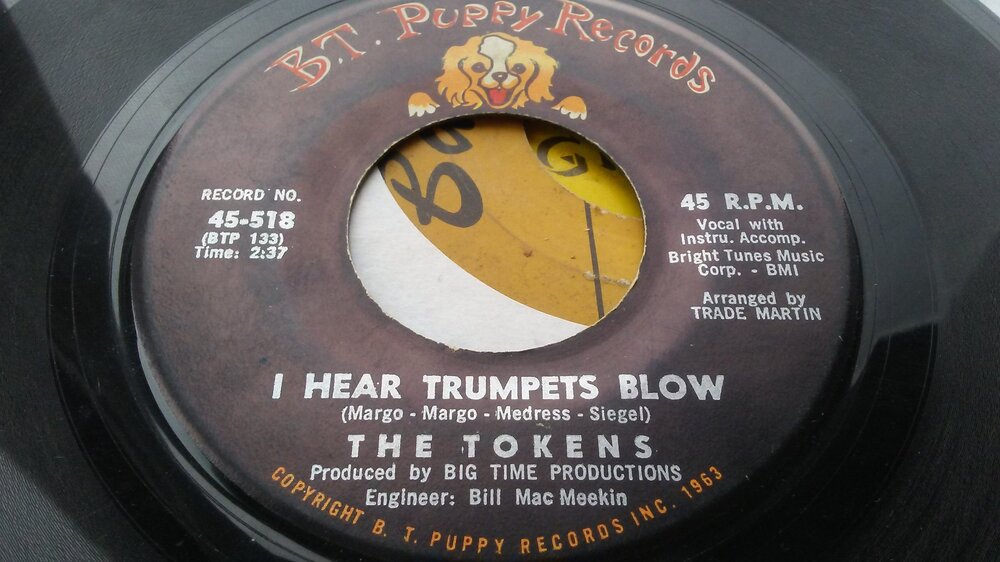 B.T. Puppy Records
RECORD NO.
45-518
(BTP 133)
Time: 2:37
45 R.P.M.
Vocal with
Instru. Accomp.
Bright Tunes Music
Corp. - BMI
Arranged by
TRADE MARTIN
I HEAR TRUMPETS BLOW
(Margo - Margo - Medress - Siegel)
THE TOKENS
Produced by BIG TIME PRODUCTIONS
Engineer: Bill Mac Meekin
COPYRIGHT B. T. PUPPY RECORDS INC. 1963